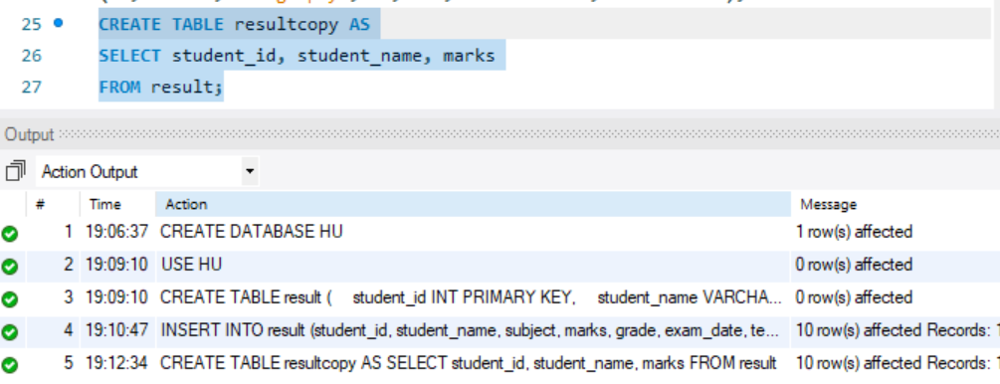 25 CREATE TABLE resultcopy AS
26 SELECT student_id, student_name, marks
27 FROM result;
Output
Action Output
# Time Action Message
1 19:06:37 CREATE DATABASE HU 1 row(s) affected
2 19:09:10 USE HU 0 row(s) affected
3 19:09:10 CREATE TABLE result ( student_id INT PRIMARY KEY, student_name VARCHA... 0 row(s) affected
4 19:10:47 INSERT INTO result (student_id, student_name, subject, marks, grade, exam_date, te... 10 row(s) affected Records: 1
5 19:12:34 CREATE TABLE resultcopy AS SELECT student_id, student_name, marks FROM result 10 row(s) affected Records: 1